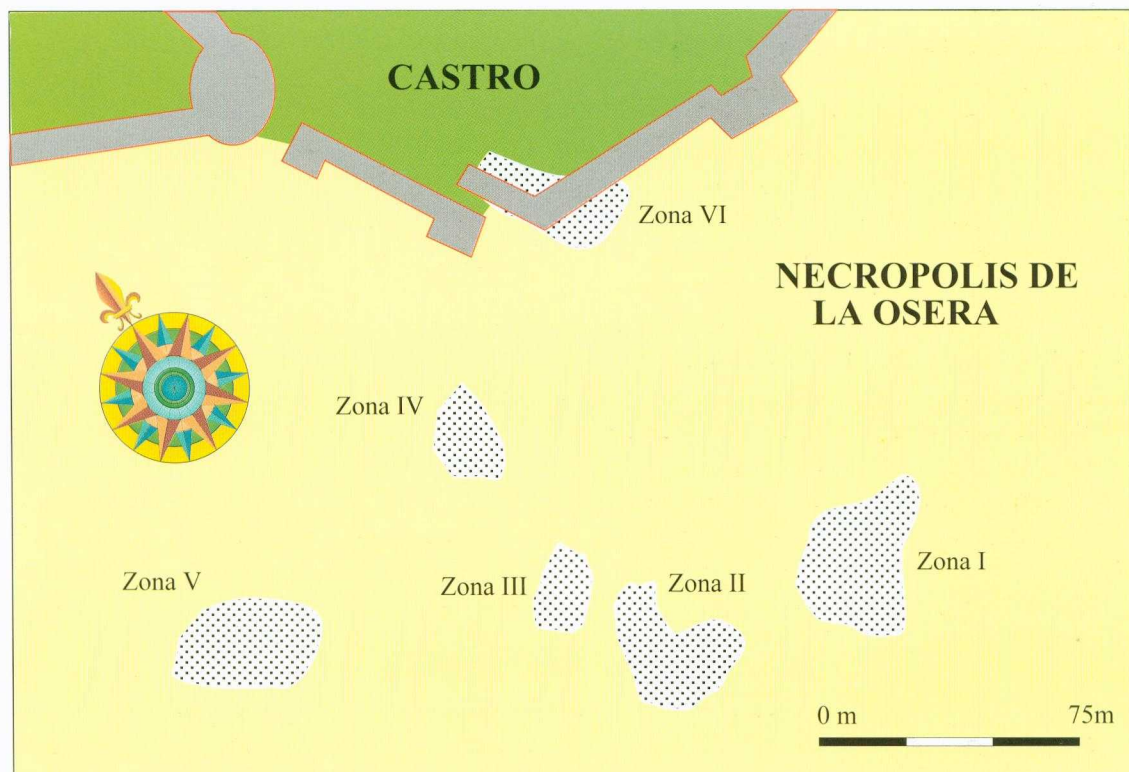 CASTRO
Zona VI
NECROPOLIS DE
LA OSERA
Zona IV
Zona I
Zona V
Zona III
Zona II
0 m
75m